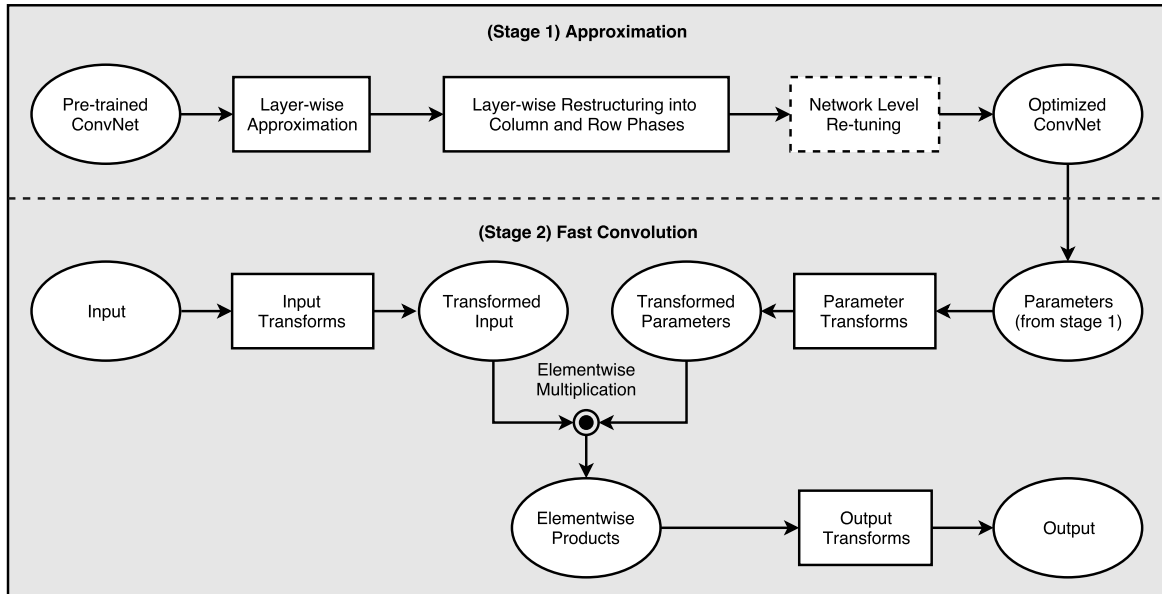 (Stage 1) Approximation
Pre-trained
ConvNet
Layer-wise
Approximation
Layer-wise Restructuring into
Column and Row Phases
Network Level
Re-tuning
Optimized
ConvNet
(Stage 2) Fast Convolution
Input
Input
Transforms
Transformed
Input
Transformed
Parameters
Parameter
Transforms
Parameters
(from stage 1)
Elementwise
Multiplication
Elementwise
Products
Output
Transforms
Output